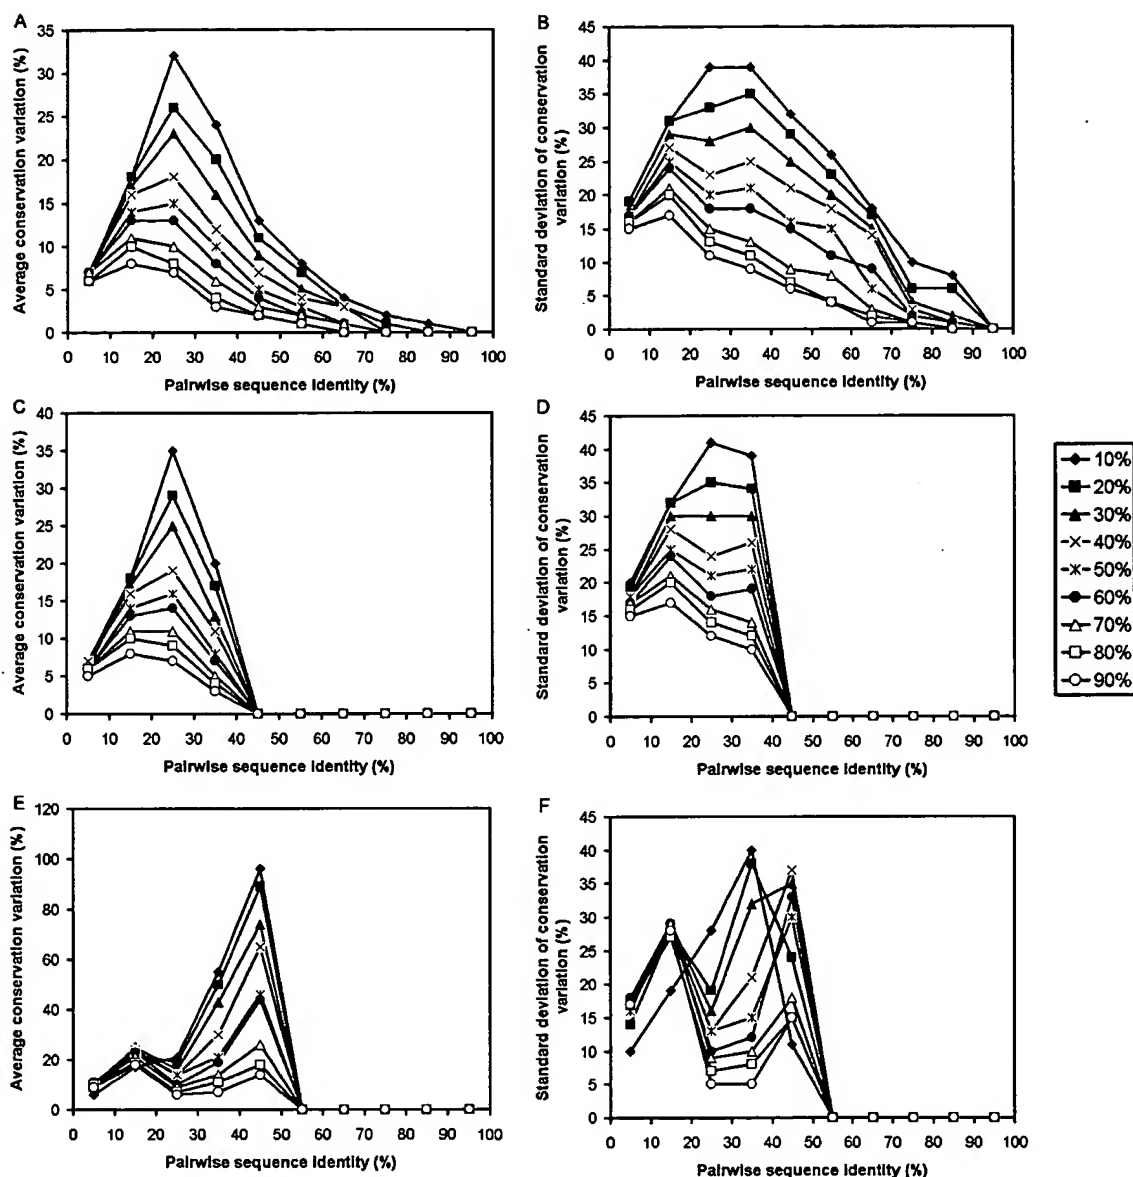 A
Average conservation variation (%)
35
30
25
20
15
10
5
0
0 10 20 30 40 50 60 70 80 90 100
Pairwise sequence identity (%)
B
Standard deviation of conservation
variation (%)
45
40
35
30
25
20
15
10
5
0
0 10 20 30 40 50 60 70 80 90 100
Pairwise sequence identity (%)
C
Average conservation variation (%)
40
35
30
25
20
15
10
5
0
0 10 20 30 40 50 60 70 80 90 100
Pairwise sequence identity (%)
D
Standard deviation of conservation
variation (%)
45
40
35
30
25
20
15
10
5
0
0 10 20 30 40 50 60 70 80 90 100
Pairwise sequence identity (%)
10%
20%
30%
40%
50%
60%
70%
80%
90%
E
Average conservation variation (%)
120
100
80
60
40
20
0
0 10 20 30 40 50 60 70 80 90 100
Pairwise sequence identity (%)
F
Standard deviation of conservation
variation (%)
45
40
35
30
25
20
15
10
5
0
0 10 20 30 40 50 60 70 80 90 100
Pairwise sequence identity (%)